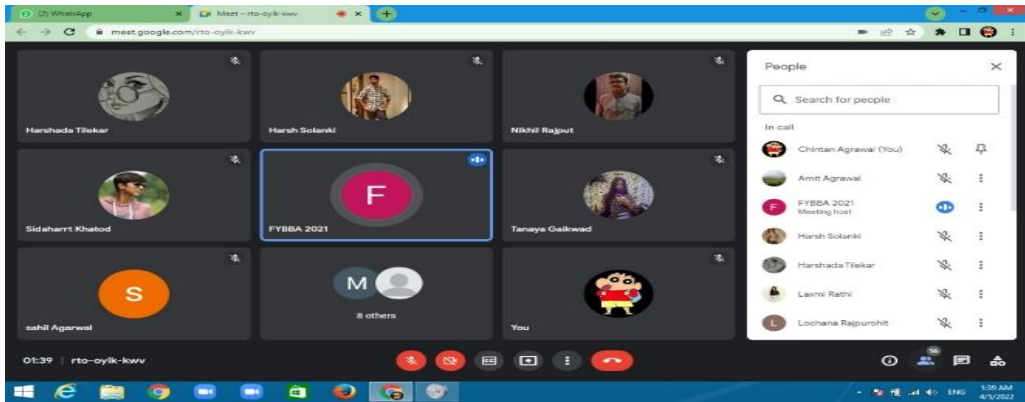 (2) WhatsApp
Meet - rto-oyik-kwv
meet.google.com/rto-oyik-kwv
Harshada Tilekar
Harsh Solanki
Nikhil Rajput
Sidaharrt Khatod
F
FYBBA 2021
Tanaya Gaikwad
S
sahil Agarwal
M
8 others
You
People
Search for people
In call
Chintan Agrawal (You)
Amit Agrawal
F
FYBBA 2021
Meeting host
Harsh Solanki
Harshada Tilekar
Laxmi Rathi
L
Lochana Rajpurohit
01:39 | rto-oyik-kwv
16
ENG
1:39 AM
4/5/2022